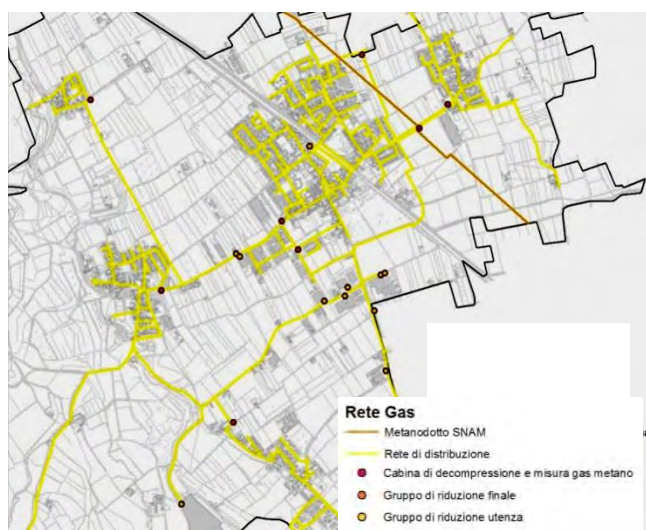 Rete Gas
Metanodotto SNAM
Rete di distribuzione
Cabina di decompressione e misura gas metano
Gruppo di riduzione finale
Gruppo di riduzione utenza